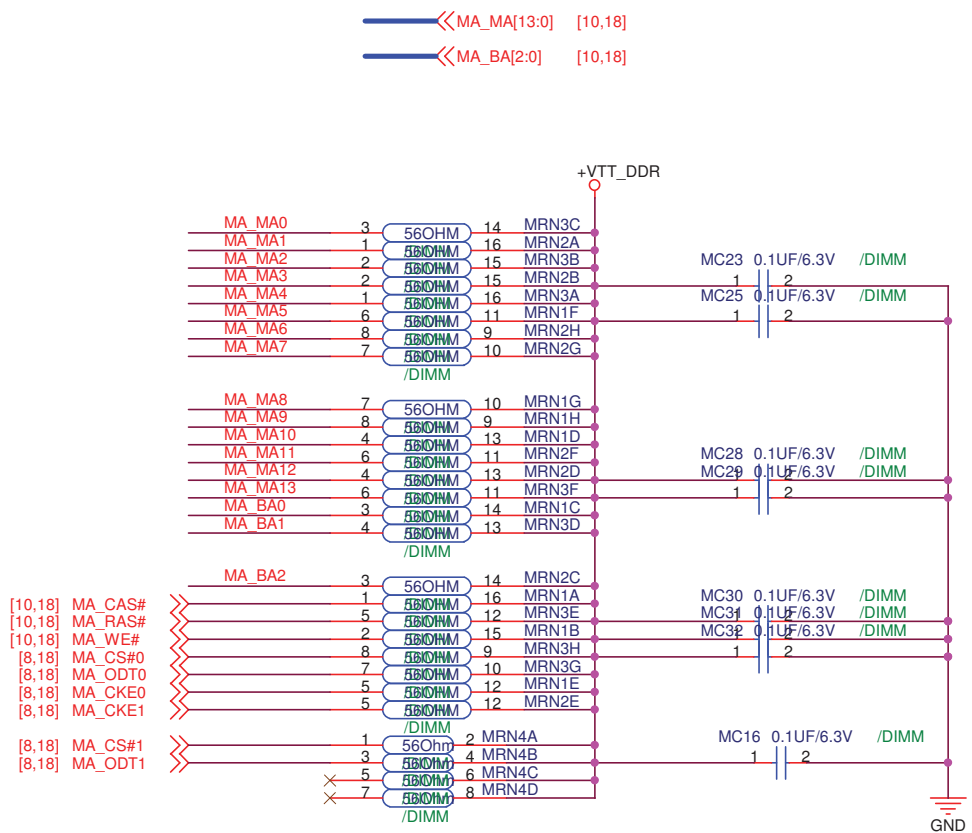 MA_MA[13:0] [10,18]
MA_BA[2:0] [10,18]
+VTT_DDR
MA_MA0 3 56OHM 14 MRN3C
MA_MA1 1 56OHM 16 MRN2A
MA_MA2 2 56OHM 15 MRN3B
MA_MA3 2 56OHM 15 MRN2B
MA_MA4 1 56OHM 16 MRN3A
MA_MA5 6 56OHM 11 MRN1F
MA_MA6 8 56OHM 9 MRN2H
MA_MA7 7 56OHM 10 MRN2G
/DIMM
MC23 0.1UF/6.3V /DIMM
1 2
MC25 0.1UF/6.3V /DIMM
1 2
MA_MA8 7 56OHM 10 MRN1G
MA_MA9 8 56OHM 9 MRN1H
MA_MA10 4 56OHM 13 MRN1D
MA_MA11 6 56OHM 11 MRN2F
MA_MA12 4 56OHM 13 MRN2D
MA_MA13 6 56OHM 11 MRN3F
MA_BA0 3 56OHM 14 MRN1C
MA_BA1 4 56OHM 13 MRN3D
/DIMM
MC28 0.1UF/6.3V /DIMM
1 2
MC29 0.1UF/6.3V /DIMM
1 2
MA_BA2 3 56OHM 14 MRN2C
[10,18] MA_CAS# 1 56OHM 16 MRN1A
[10,18] MA_RAS# 5 56OHM 12 MRN3E
[10,18] MA_WE# 2 56OHM 15 MRN1B
[8,18] MA_CS#0 8 56OHM 9 MRN3H
[8,18] MA_ODT0 7 56OHM 10 MRN3G
[8,18] MA_CKE0 5 56OHM 12 MRN1E
[8,18] MA_CKE1 5 56OHM 12 MRN2E
/DIMM
MC30 0.1UF/6.3V /DIMM
1 2
MC31 0.1UF/6.3V /DIMM
1 2
MC32 0.1UF/6.3V /DIMM
1 2
[8,18] MA_CS#1 1 56Ohm 2 MRN4A
[8,18] MA_ODT1 3 56Ohm 4 MRN4B
5 56Ohm 6 MRN4C
7 56Ohm 8 MRN4D
/DIMM
MC16 0.1UF/6.3V /DIMM
1 2
GND